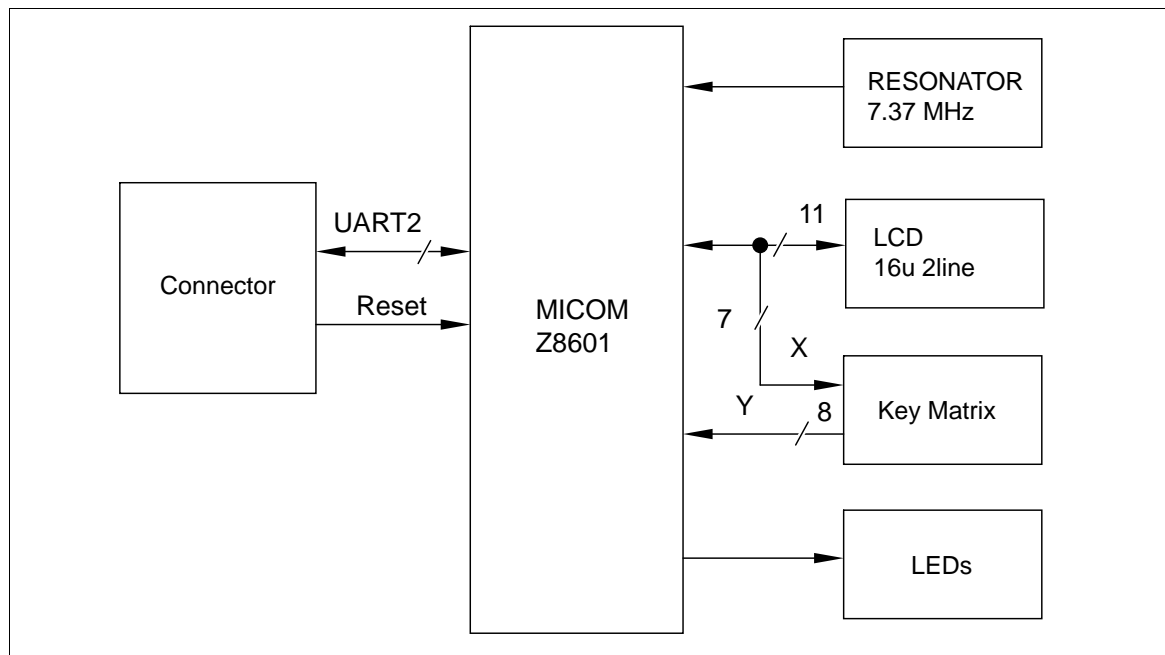 RESONATOR
7.37 MHz
UART2
11
LCD
16u 2line
Connector
Reset
MICOM
Z8601
7
X
Y
8
Key Matrix
LEDs